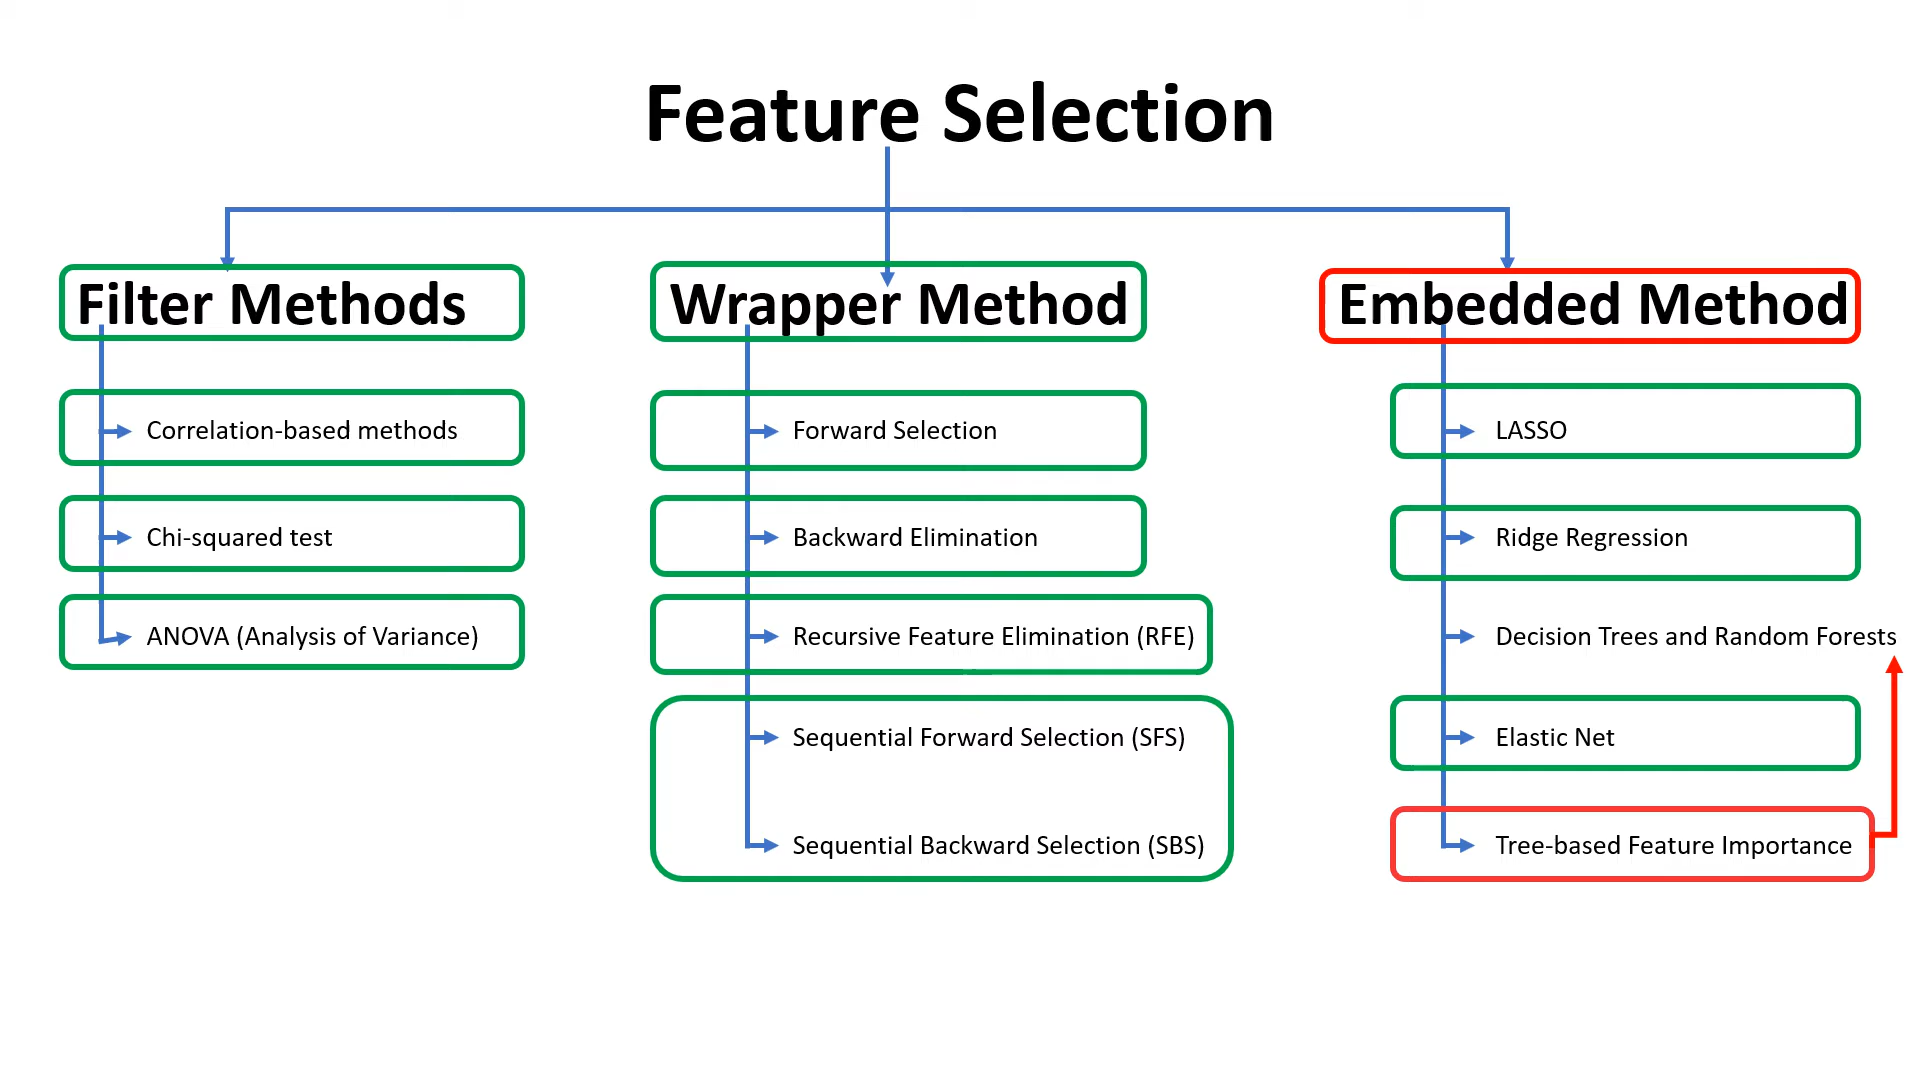 Feature Selection
Filter Methods
Correlation-based methods
Chi-squared test
ANOVA (Analysis of Variance)
Wrapper Method
Forward Selection
Backward Elimination
Recursive Feature Elimination (RFE)
Sequential Forward Selection (SFS)
Sequential Backward Selection (SBS)
Embedded Method
LASSO
Ridge Regression
Decision Trees and Random Forests
Elastic Net
Tree-based Feature Importance